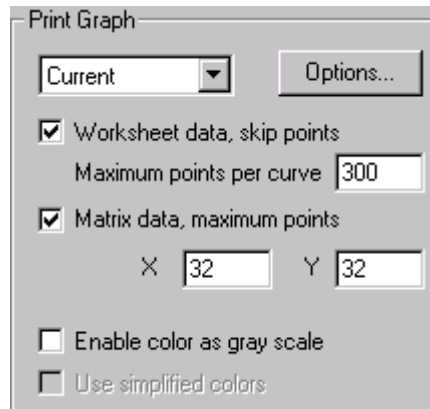 Print Graph
Current Options...
Worksheet data, skip points
Maximum points per curve 300
Matrix data, maximum points
X 32 Y 32
Enable color as gray scale
Use simplified colors